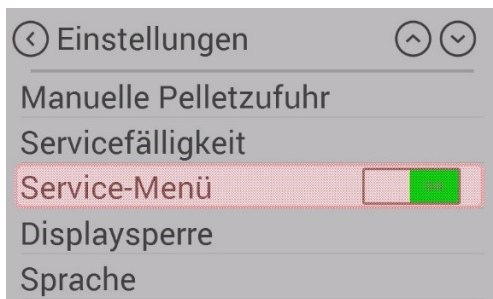 Einstellungen
Manuelle Pelletzufuhr
Servicefälligkeit
Service-Menü
Displaysperre
Sprache